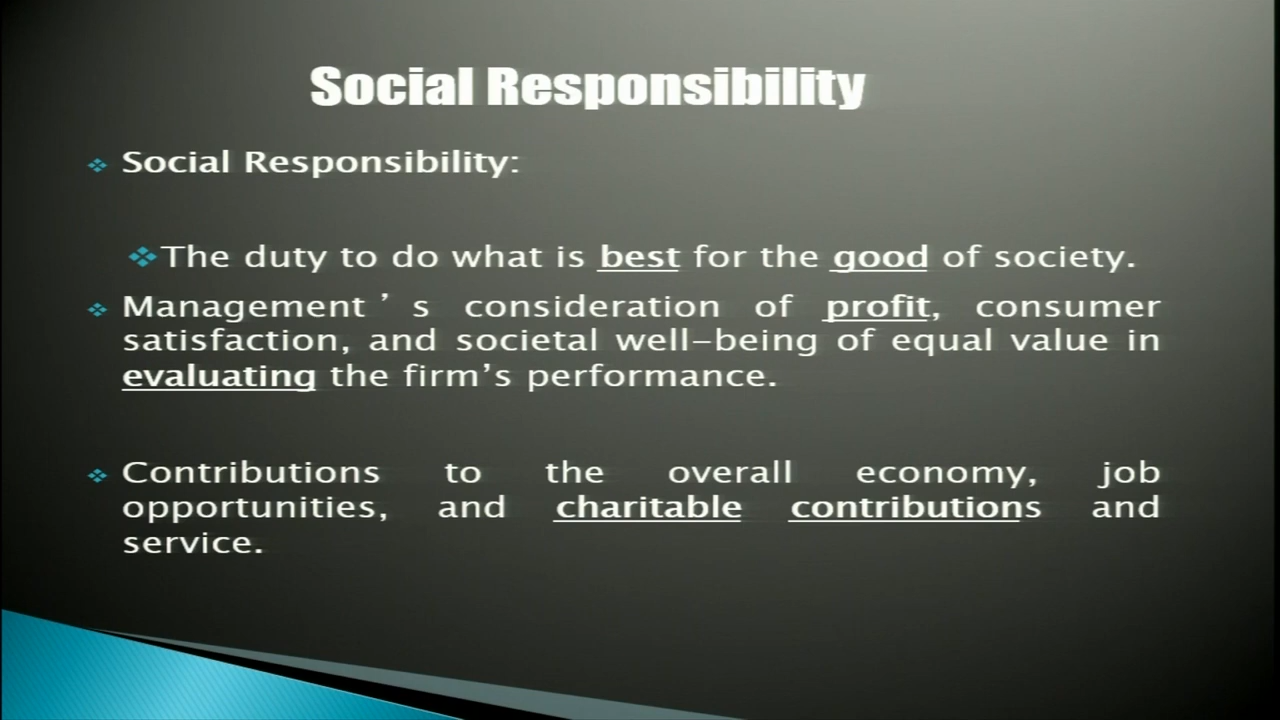 Social Responsibility
Social Responsibility:
The duty to do what is best for the good of society.
Management ’ s consideration of profit, consumer
satisfaction, and societal well-being of equal value in
evaluating the firm’s performance.
Contributions to the overall economy, job
opportunities, and charitable contributions and
service.